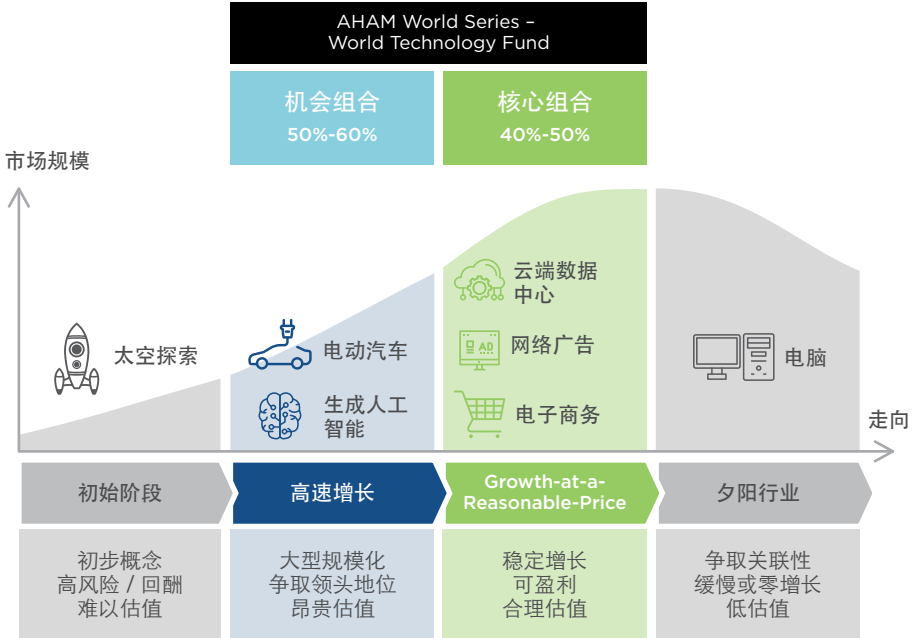 AHAM World Series –
World Technology Fund
机会组合
50%-60%
核心组合
40%-50%
市场规模
太空探索
电动汽车
生成人工
智能
云端数据
中心
AD
网络广告
电子商务
电脑
走向
初始阶段
高速增长
Growth-at-a-
Reasonable-Price
夕阳行业
初步概念
高风险 / 回酬
难以估值
大型规模化
争取领头地位
昂贵估值
稳定增长
可盈利
合理估值
争取关联性
缓慢或零增长
低估值